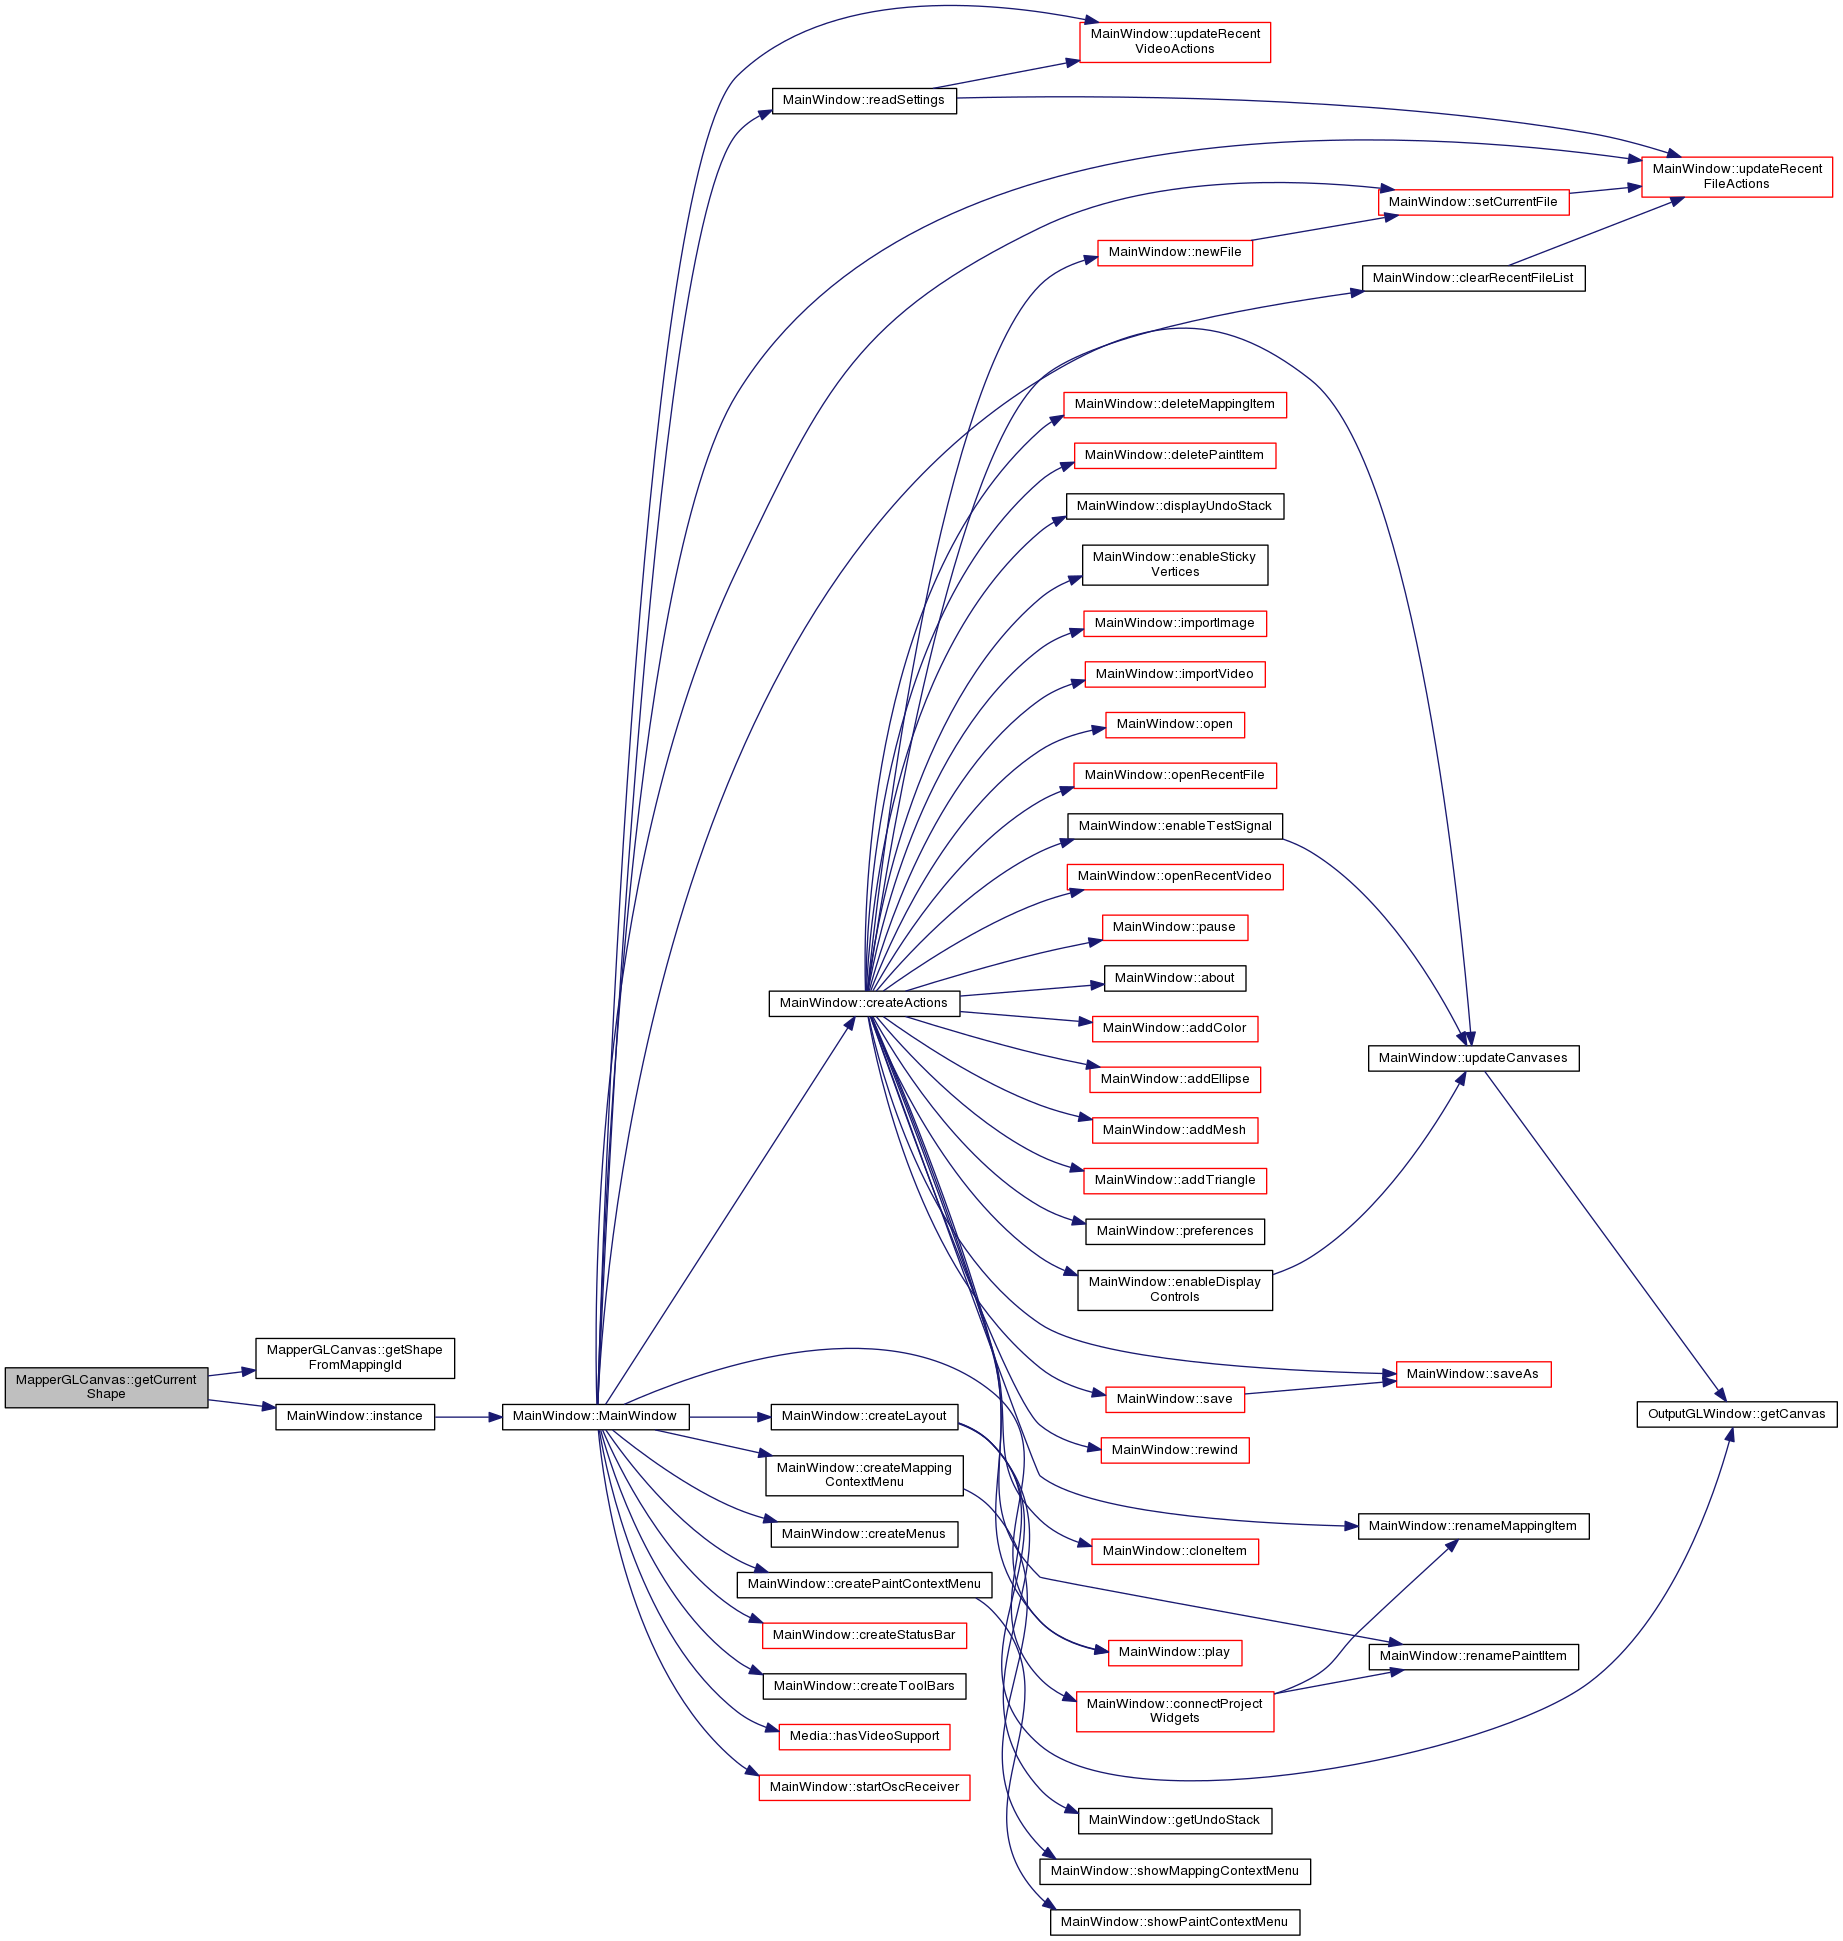 MainWindow::updateRecent
VideoActions
MainWindow::readSettings
MainWindow::updateRecent
FileActions
MainWindow::setCurrentFile
MainWindow::newFile
MainWindow::clearRecentFileList
MainWindow::deleteMappingItem
MainWindow::deletePaintItem
MainWindow::displayUndoStack
MainWindow::enableSticky
Vertices
MainWindow::importImage
MainWindow::importVideo
MainWindow::open
MainWindow::openRecentFile
MainWindow::enableTestSignal
MainWindow::openRecentVideo
MainWindow::pause
MainWindow::about
MainWindow::createActions
MainWindow::addColor
MainWindow::updateCanvases
MainWindow::addEllipse
MainWindow::addMesh
MainWindow::addTriangle
MainWindow::preferences
MainWindow::enableDisplay
Controls
MapperGLCanvas::getShape
FromMappingId
MapperGLCanvas::getCurrent
Shape
MainWindow::saveAs
MainWindow::save
MainWindow::instance
MainWindow::MainWindow
MainWindow::createLayout
OutputGLWindow::getCanvas
MainWindow::rewind
MainWindow::createMapping
ContextMenu
MainWindow::renameMappingItem
MainWindow::createMenus
MainWindow::cloneItem
MainWindow::createPaintContextMenu
MainWindow::createStatusBar
MainWindow::play
MainWindow::renamePaintItem
MainWindow::createToolBars
MainWindow::connectProject
Widgets
Media::hasVideoSupport
MainWindow::startOscReceiver
MainWindow::getUndoStack
MainWindow::showMappingContextMenu
MainWindow::showPaintContextMenu